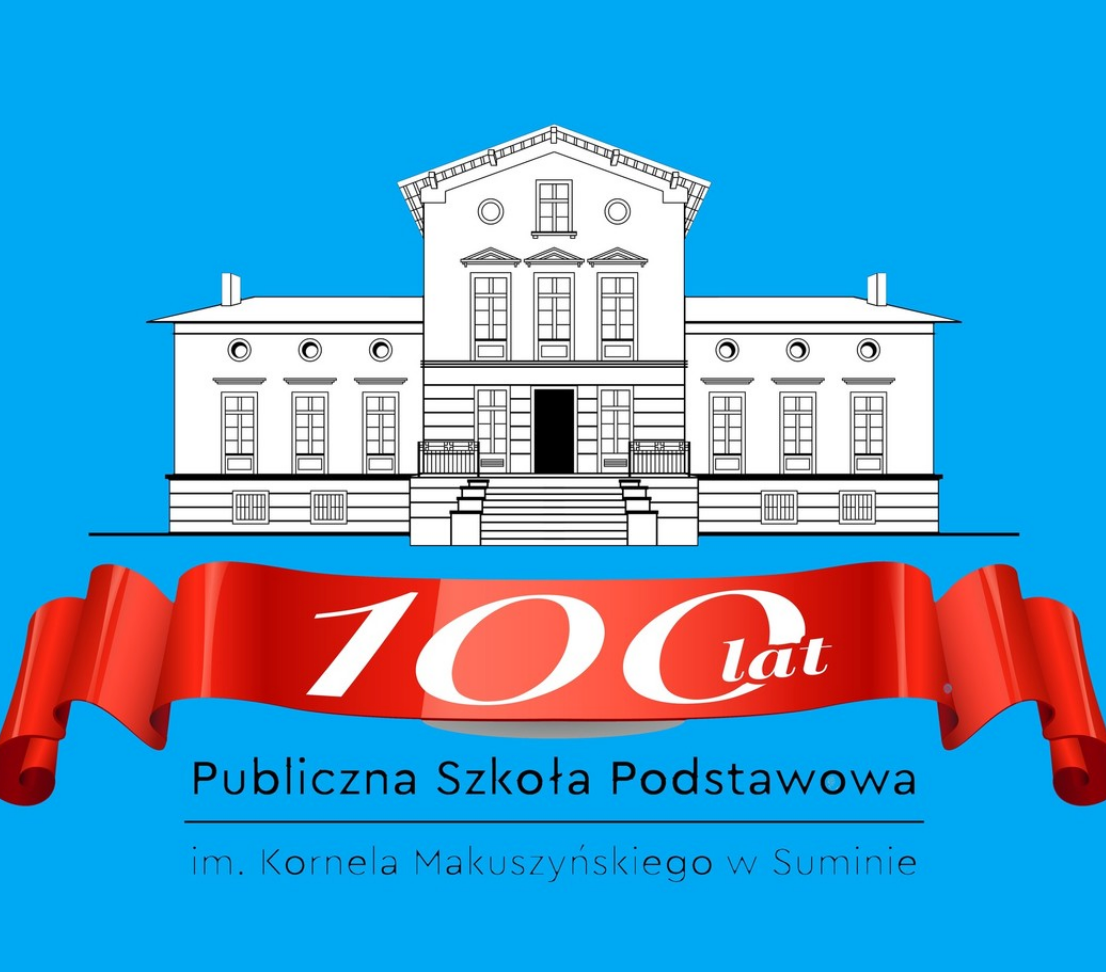 100 lat
Publiczna Szkoła Podstawowa
im. Kornela Makuszyńskiego w Suminie